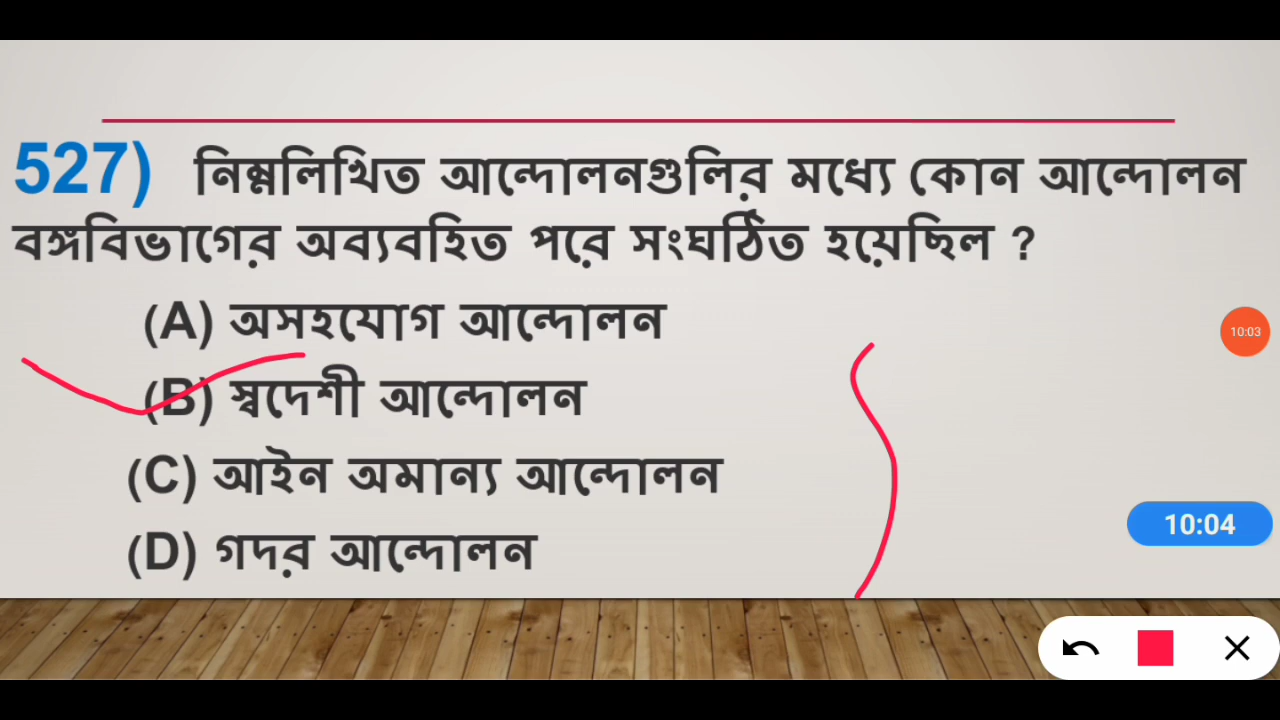 527) নিম্নলিখিত আন্দোলনগুলির মধ্যে কোন আন্দোলন
বঙ্গবিভাগের অব্যবহিত পরে সংঘঠিত হয়েছিল ?
(A) অসহযোগ আন্দোলন
10:03
(B) স্বদেশী আন্দোলন
(C) আইন অমান্য আন্দোলন
10:04
(D) গদর আন্দোলন